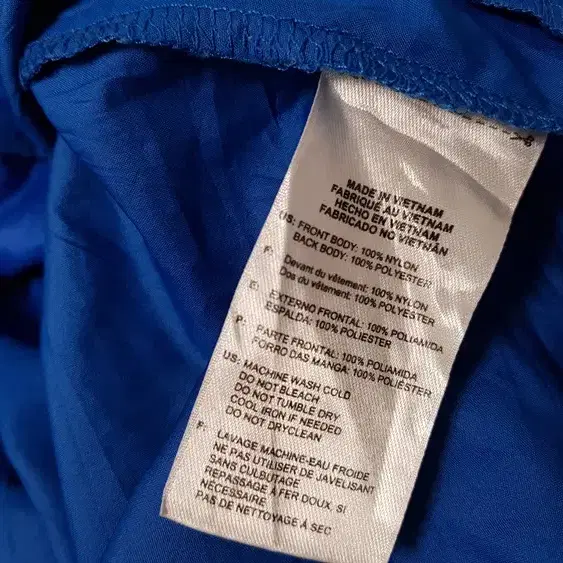 MADE IN VIETNAM
FABRIQUÉ AU VIETNAM
HECHO EN VIETNAM
FABRICADO NO VIETNÃN
US: FRONT BODY: 100% NYLON
BACK BODY: 100% POLYESTER
F: Devant du vêtement: 100% NYLON
Dos du vêtement: 100% POLYESTER
E: EXTERNO FRONTAL: 100% POLIAMIDA
ESPALDA: 100% POLIESTER
P: PARTE FRONTAL: 100% POLIAMIDA
FORRO DAS MANGA: 100% POLIÉSTER
US: MACHINE WASH COLD
DO NOT BLEACH
DO NOT TUMBLE DRY
COOL IRON IF NEEDED
DO NOT DRYCLEAN
F: LAVAGE MACHINE-EAU FROIDE
NE PAS UTILISER DE JAVELISANT
SANS CULBUTAGE
REPASSAGE A FER DOUX, SI
NÉCESSAIRE
PAS DE NETTOYAGE À SEC